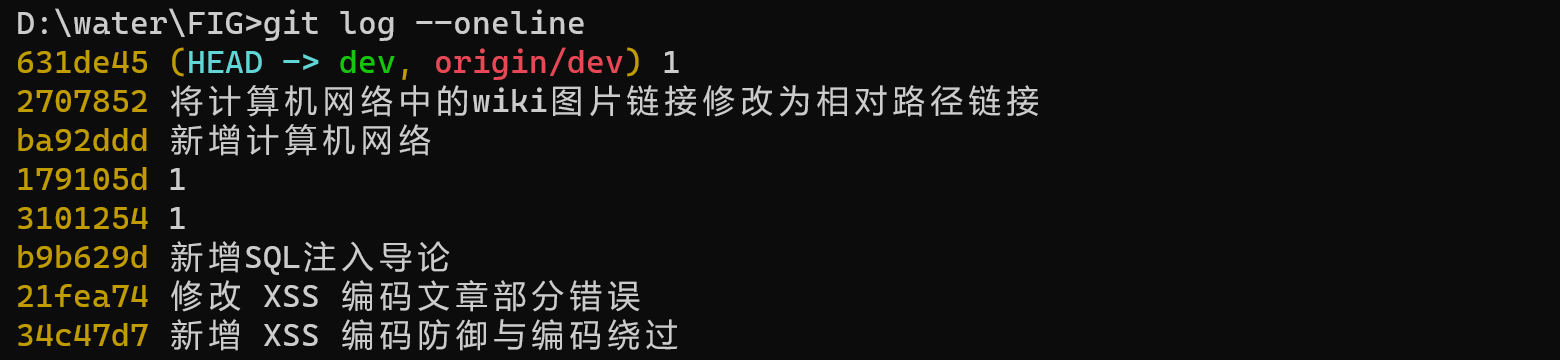 D:\water\FIG>git log --oneline
631de45 (HEAD -> dev, origin/dev) 1
2707852 将计算机网络中的wiki图片链接修改为相对路径链接
ba92ddd 新增计算机网络
179105d 1
3101254 1
b9b629d 新增SQL注入导论
21fea74 修改 XSS 编码文章部分错误
34c47d7 新增 XSS 编码防御与编码绕过